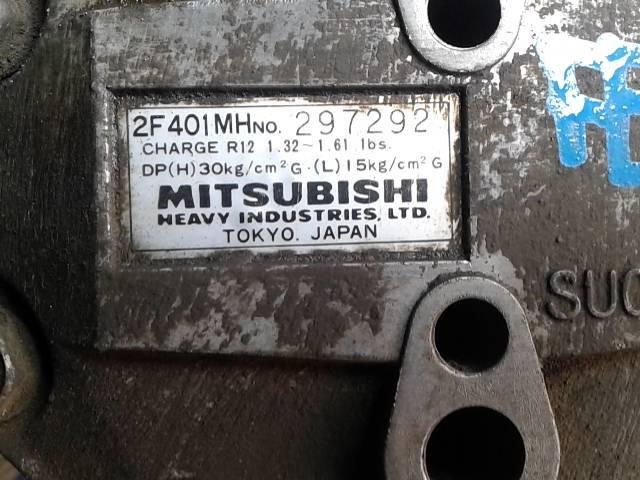 2F401MH NO. 297292
CHARGE R12 1.32~1.61 lbs.
DP(H)30kg/cm² G·(L)15kg/cm² G
MITSUBISHI
HEAVY INDUSTRIES, LTD.
TOKYO. JAPAN
SUC